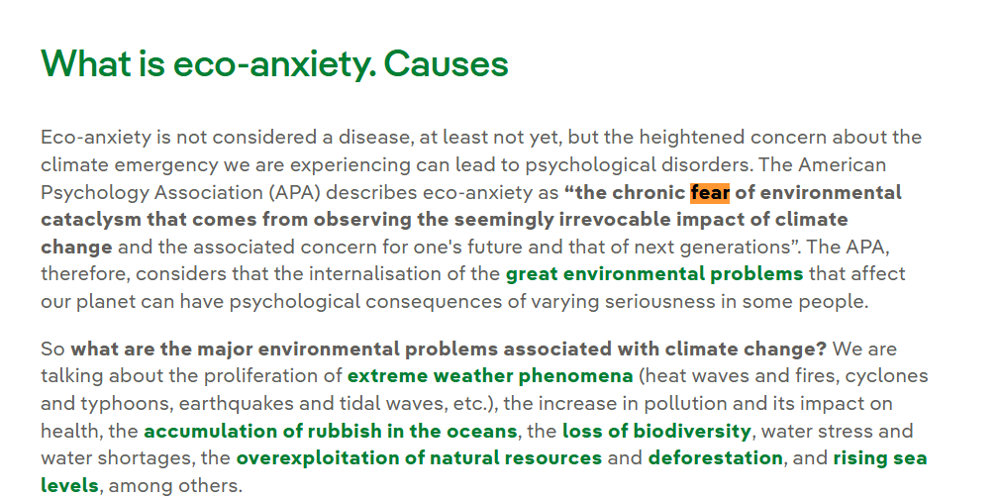 What is eco-anxiety. Causes
Eco-anxiety is not considered a disease, at least not yet, but the heightened concern about the
climate emergency we are experiencing can lead to psychological disorders. The American
Psychology Association (APA) describes eco-anxiety as “the chronic fear of environmental
cataclysm that comes from observing the seemingly irrevocable impact of climate
change and the associated concern for one's future and that of next generations”. The APA,
therefore, considers that the internalisation of the great environmental problems that affect
our planet can have psychological consequences of varying seriousness in some people.
So what are the major environmental problems associated with climate change? We are
talking about the proliferation of extreme weather phenomena (heat waves and fires, cyclones
and typhoons, earthquakes and tidal waves, etc.), the increase in pollution and its impact on
health, the accumulation of rubbish in the oceans, the loss of biodiversity, water stress and
water shortages, the overexploitation of natural resources and deforestation, and rising sea
levels, among others.